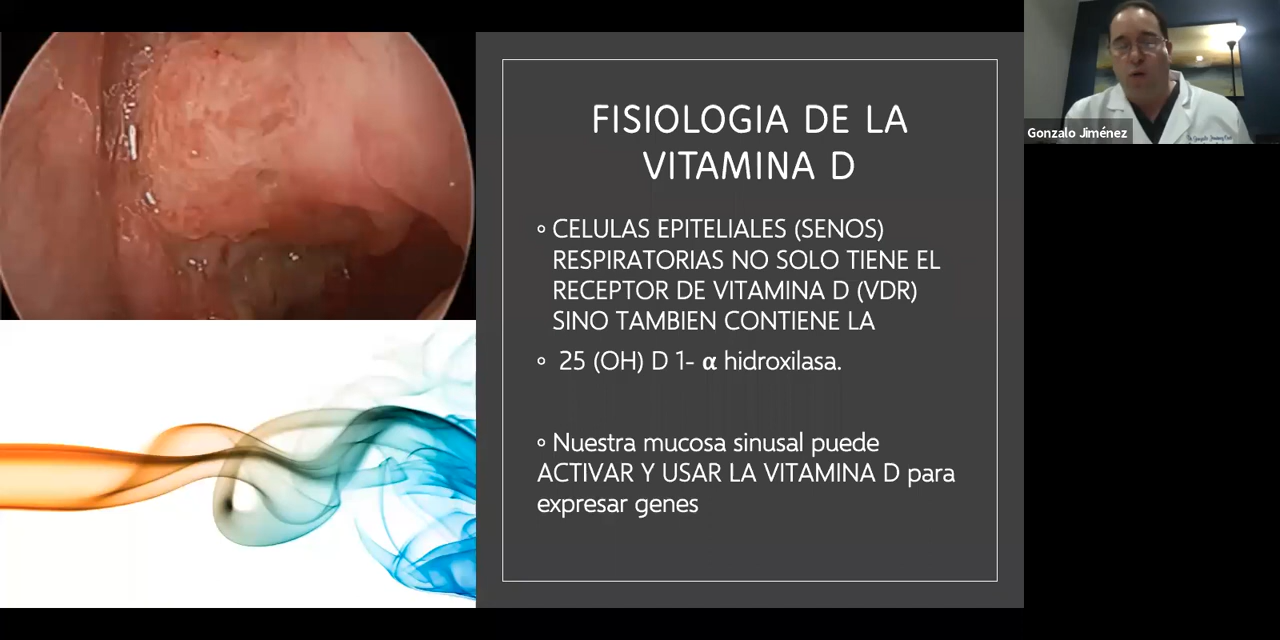 FISIOLOGIA DE LA
VITAMINA D
◦ CELULAS EPITELIALES (SENOS)
RESPIRATORIAS NO SOLO TIENE EL
RECEPTOR DE VITAMINA D (VDR)
SINO TAMBIEN CONTIENE LA
◦ 25 (OH) D 1- α hidroxilasa.
◦ Nuestra mucosa sinusal puede
ACTIVAR Y USAR LA VITAMINA D para
expresar genes
Gonzalo Jiménez